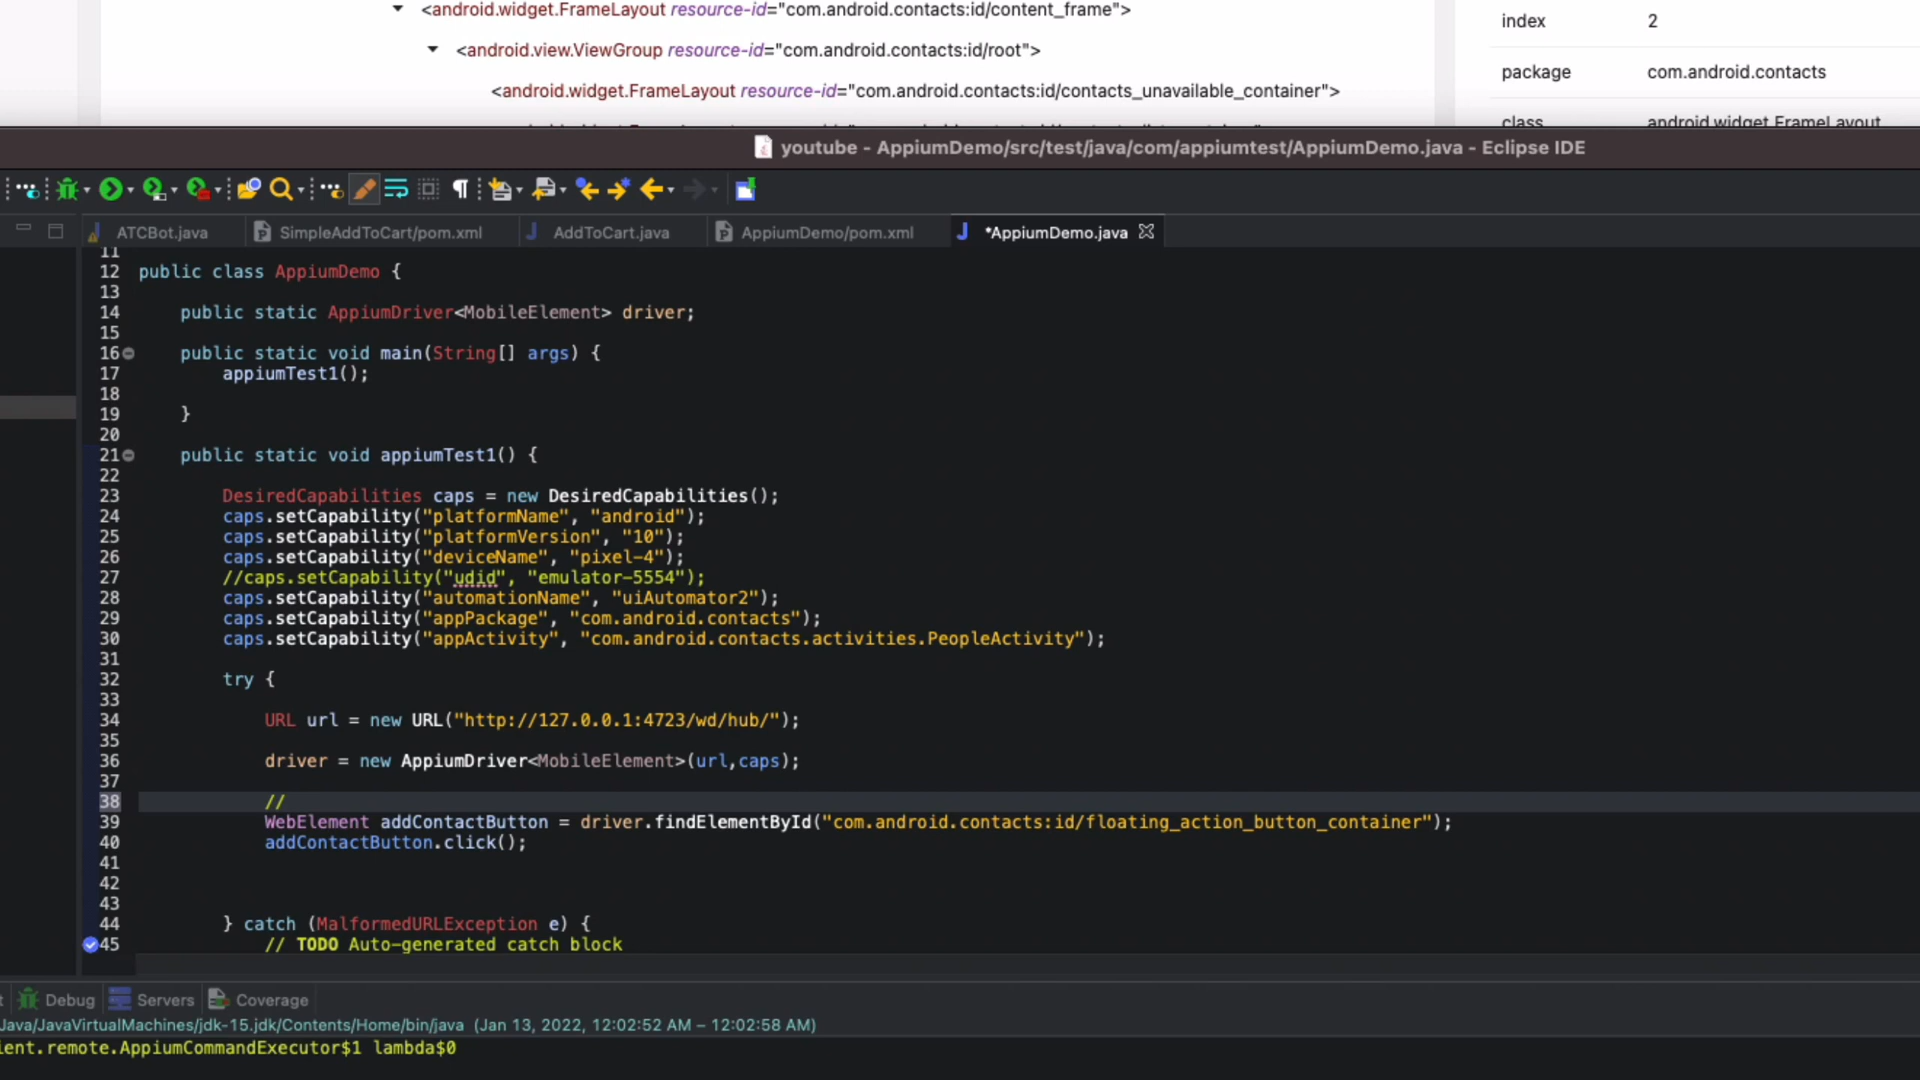 <android.widget.FrameLayout resource-id="com.android.contacts:id/content_frame">
<android.view.ViewGroup resource-id="com.android.contacts:id/root">
<android.widget.FrameLayout resource-id="com.android.contacts:id/contacts_unavailable_container">
index 2
package com.android.contacts
class android.widget.FrameLayout
youtube - AppiumDemo/src/test/java/com/appiumtest/AppiumDemo.java - Eclipse IDE
ATCBot.java SimpleAddToCart/pom.xml AddToCart.java AppiumDemo/pom.xml *AppiumDemo.java
11
12 public class AppiumDemo {
13
14 public static AppiumDriver<MobileElement> driver;
15
16 public static void main(String[] args) {
17 appiumTest1();
18
19 }
20
21 public static void appiumTest1() {
22
23 DesiredCapabilities caps = new DesiredCapabilities();
24 caps.setCapability("platformName", "android");
25 caps.setCapability("platformVersion", "10");
26 caps.setCapability("deviceName", "pixel-4");
27 //caps.setCapability("udid", "emulator-5554");
28 caps.setCapability("automationName", "uiAutomator2");
29 caps.setCapability("appPackage", "com.android.contacts");
30 caps.setCapability("appActivity", "com.android.contacts.activities.PeopleActivity");
31
32 try {
33
34 URL url = new URL("http://127.0.0.1:4723/wd/hub/");
35
36 driver = new AppiumDriver<MobileElement>(url,caps);
37
38 //
39 WebElement addContactButton = driver.findElementById("com.android.contacts:id/floating_action_button_container");
40 addContactButton.click();
41
42
43
44 } catch (MalformedURLException e) {
45 // TODO Auto-generated catch block
Debug Servers Coverage
Java/JavaVirtualMachines/jdk-15.jdk/Contents/Home/bin/java (Jan 13, 2022, 12:02:52 AM – 12:02:58 AM)
ient.remote.AppiumCommandExecutor$1 lambda$0